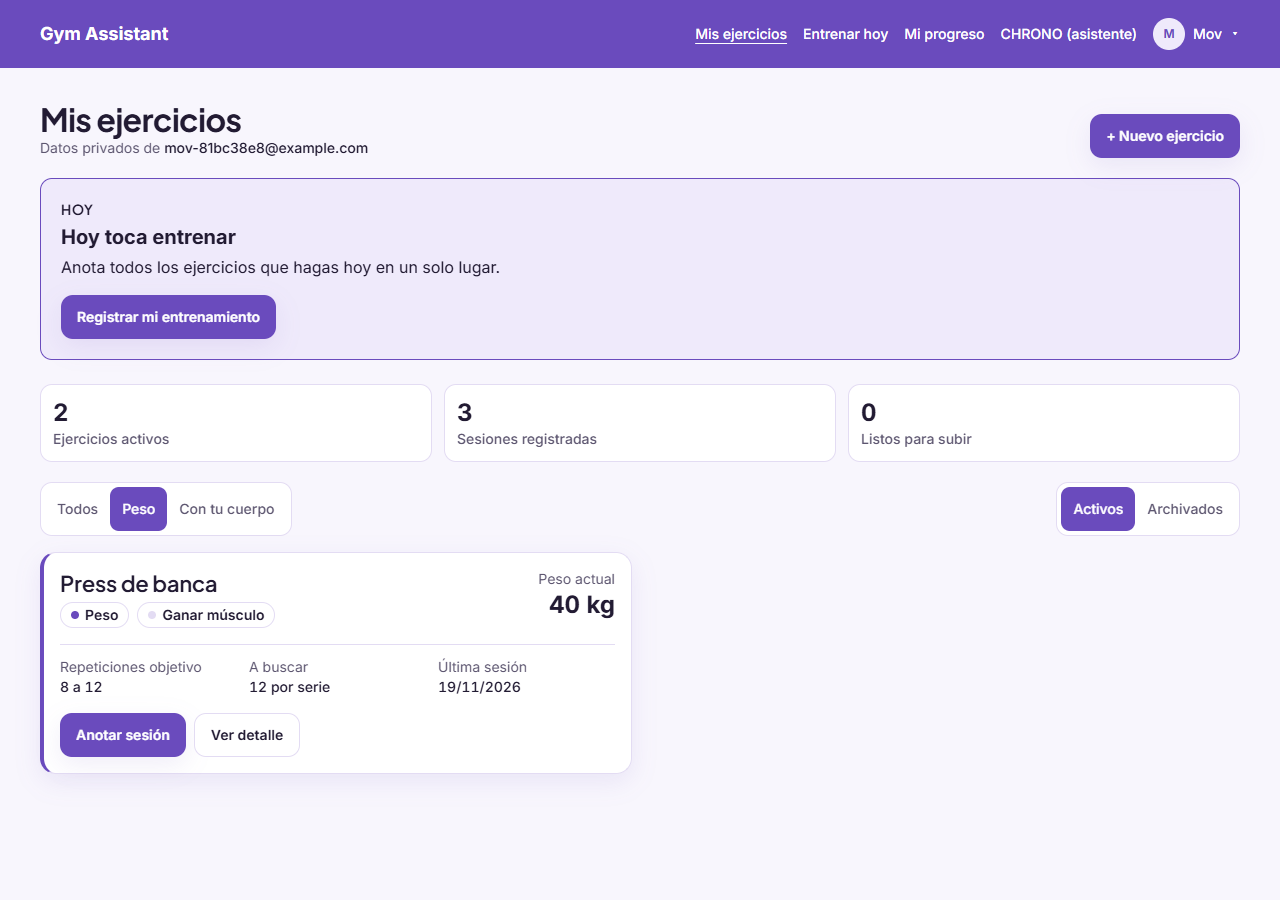 Gym Assistant
Mis ejercicios
Entrenar hoy
Mi progreso
CHRONO (asistente)
M
Mov
Mis ejercicios
Datos privados de mov-81bc38e8@example.com
+ Nuevo ejercicio
HOY
Hoy toca entrenar
Anota todos los ejercicios que hagas hoy en un solo lugar.
Registrar mi entrenamiento
2
Ejercicios activos
3
Sesiones registradas
0
Listos para subir
Todos
Peso
Con tu cuerpo
Activos
Archivados
Press de banca
Peso
Ganar músculo
Peso actual
40 kg
Repeticiones objetivo
8 a 12
A buscar
12 por serie
Última sesión
19/11/2026
Anotar sesión
Ver detalle